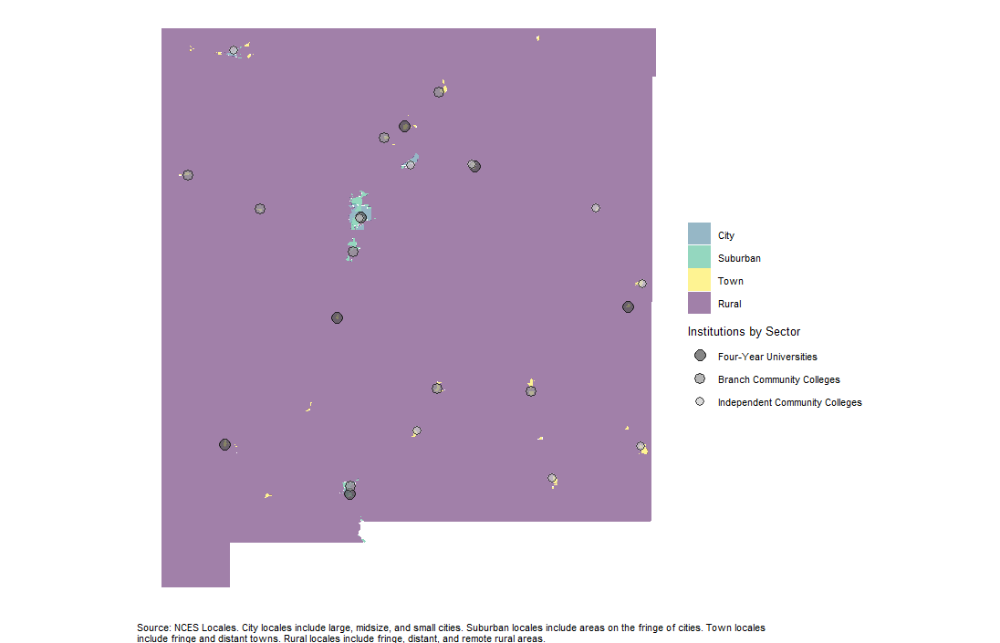 City
Suburban
Town
Rural
Institutions by Sector
Four-Year Universities
Branch Community Colleges
Independent Community Colleges
Source: NCES Locales. City locales include large, midsize, and small cities. Suburban locales include areas on the fringe of cities. Town locales
include fringe and distant towns. Rural locales include fringe, distant, and remote rural areas.